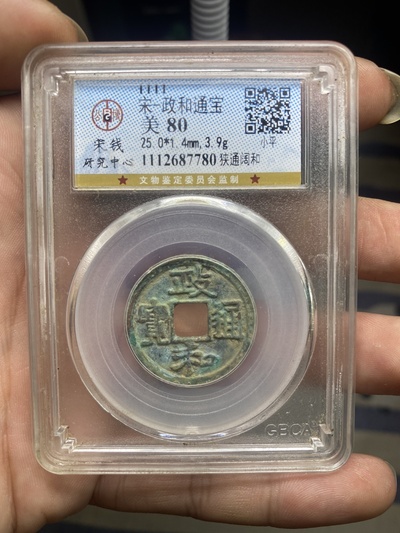 1111
宋-政和通宝
美 80
宋钱
25.0*1.4mm,3.9g
小平
研究中心
1112687780 狭通阔和
★ 文物鉴定委员会监制 ★
政
寶 通
和
GBCA